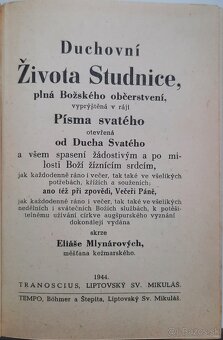 Duchovní
Života Studnice,
plná Božského občerstvení,
vyprýštěná v ráji
Písma svatého
otevřená
od Ducha Svatého
a všem spasení žádostivým a po mi-
losti Boží žíznícím srdcím,
jak každodenně ráno i večer, tak také ve všelikých
potřebách, křížích a souženích;
ano též při zpovědi, Večeři Páně,
jak každodenně ráno i večer, tak také ve všelikých
nedělních i svátečních Božích službách, k potěši-
telnému užívaní církve augšpurského vyznání
dokonalejí vydána
skrze
Eliáše Mlynárových,
měšťana kežmarského.
1944.
TRANOSCIUS, LIPTOVSKÝ SV. MIKULÁŠ.
TEMPO, Böhmer a Štepita, Liptovský Sv. Mikuláš.